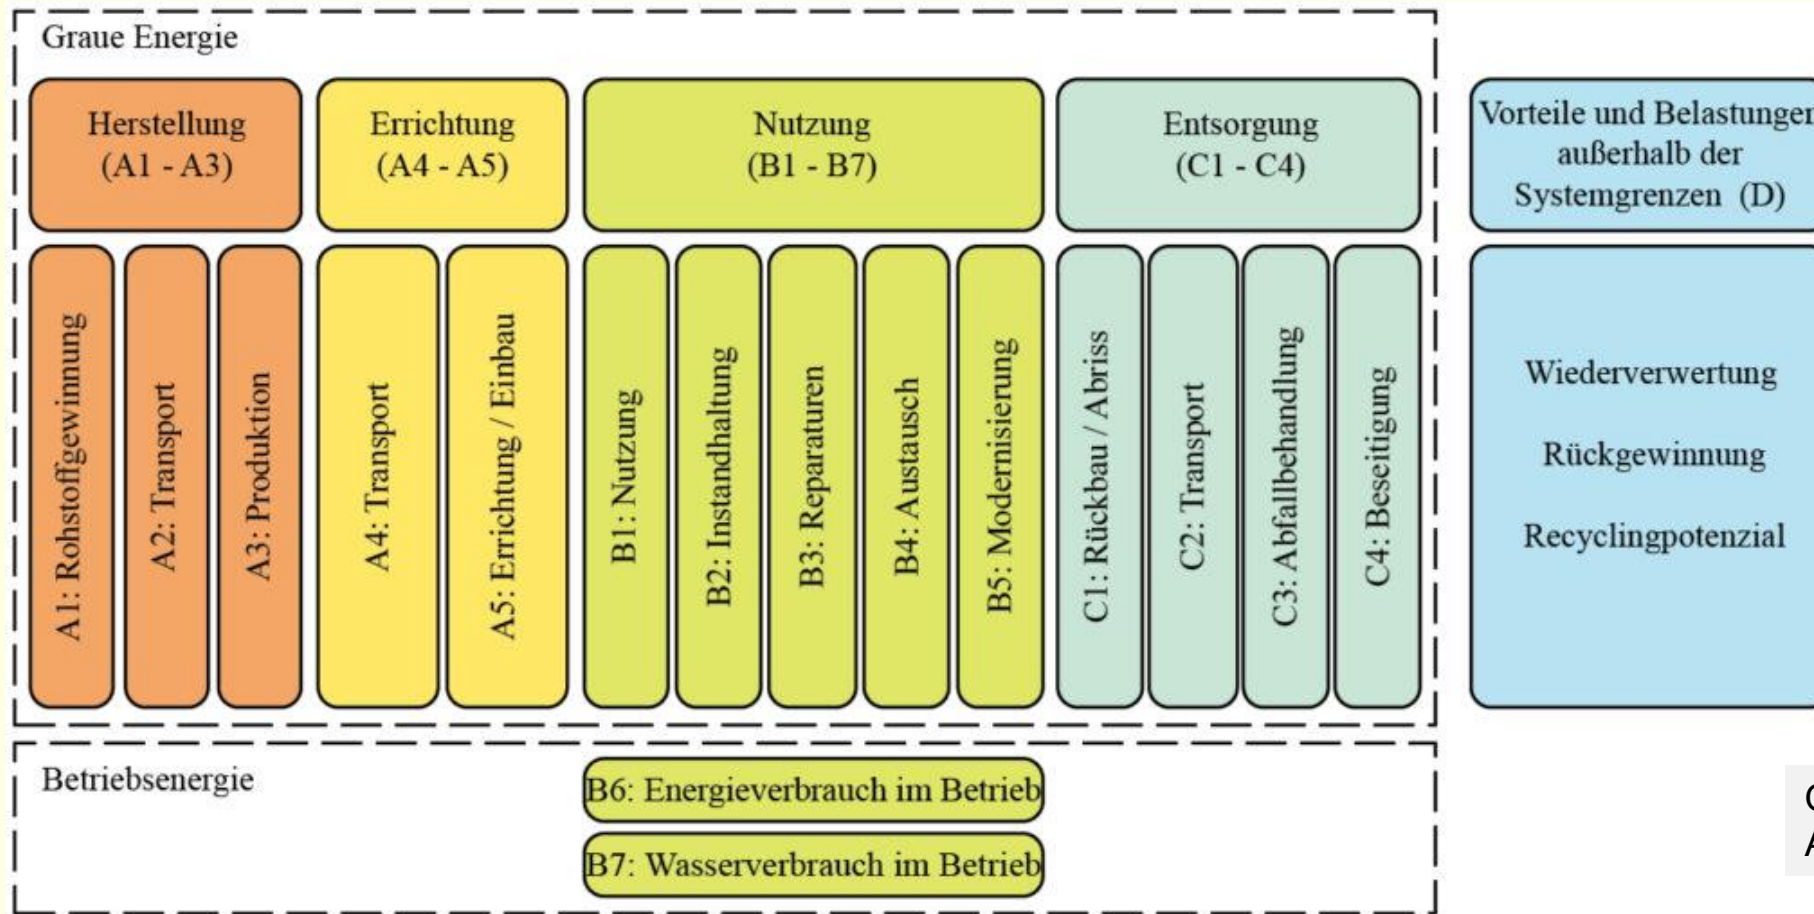 Graue Energie
Herstellung
(A1 - A3)
Errichtung
(A4 - A5)
Nutzung
(B1 - B7)
Entsorgung
(C1 - C4)
Vorteile und Belastungen
außerhalb der
Systemgrenzen (D)
A1: Rohstoffgewinnung
A2: Transport
A3: Produktion
A4: Transport
A5: Errichtung / Einbau
B1: Nutzung
B2: Instandhaltung
B3: Reparaturen
B4: Austausch
B5: Modernisierung
C1: Rückbau / Abriss
C2: Transport
C3: Abfallbehandlung
C4: Beseitigung
Wiederverwertung
Rückgewinnung
Recyclingpotenzial
Betriebsenergie
B6: Energieverbrauch im Betrieb
B7: Wasserverbrauch im Betrieb